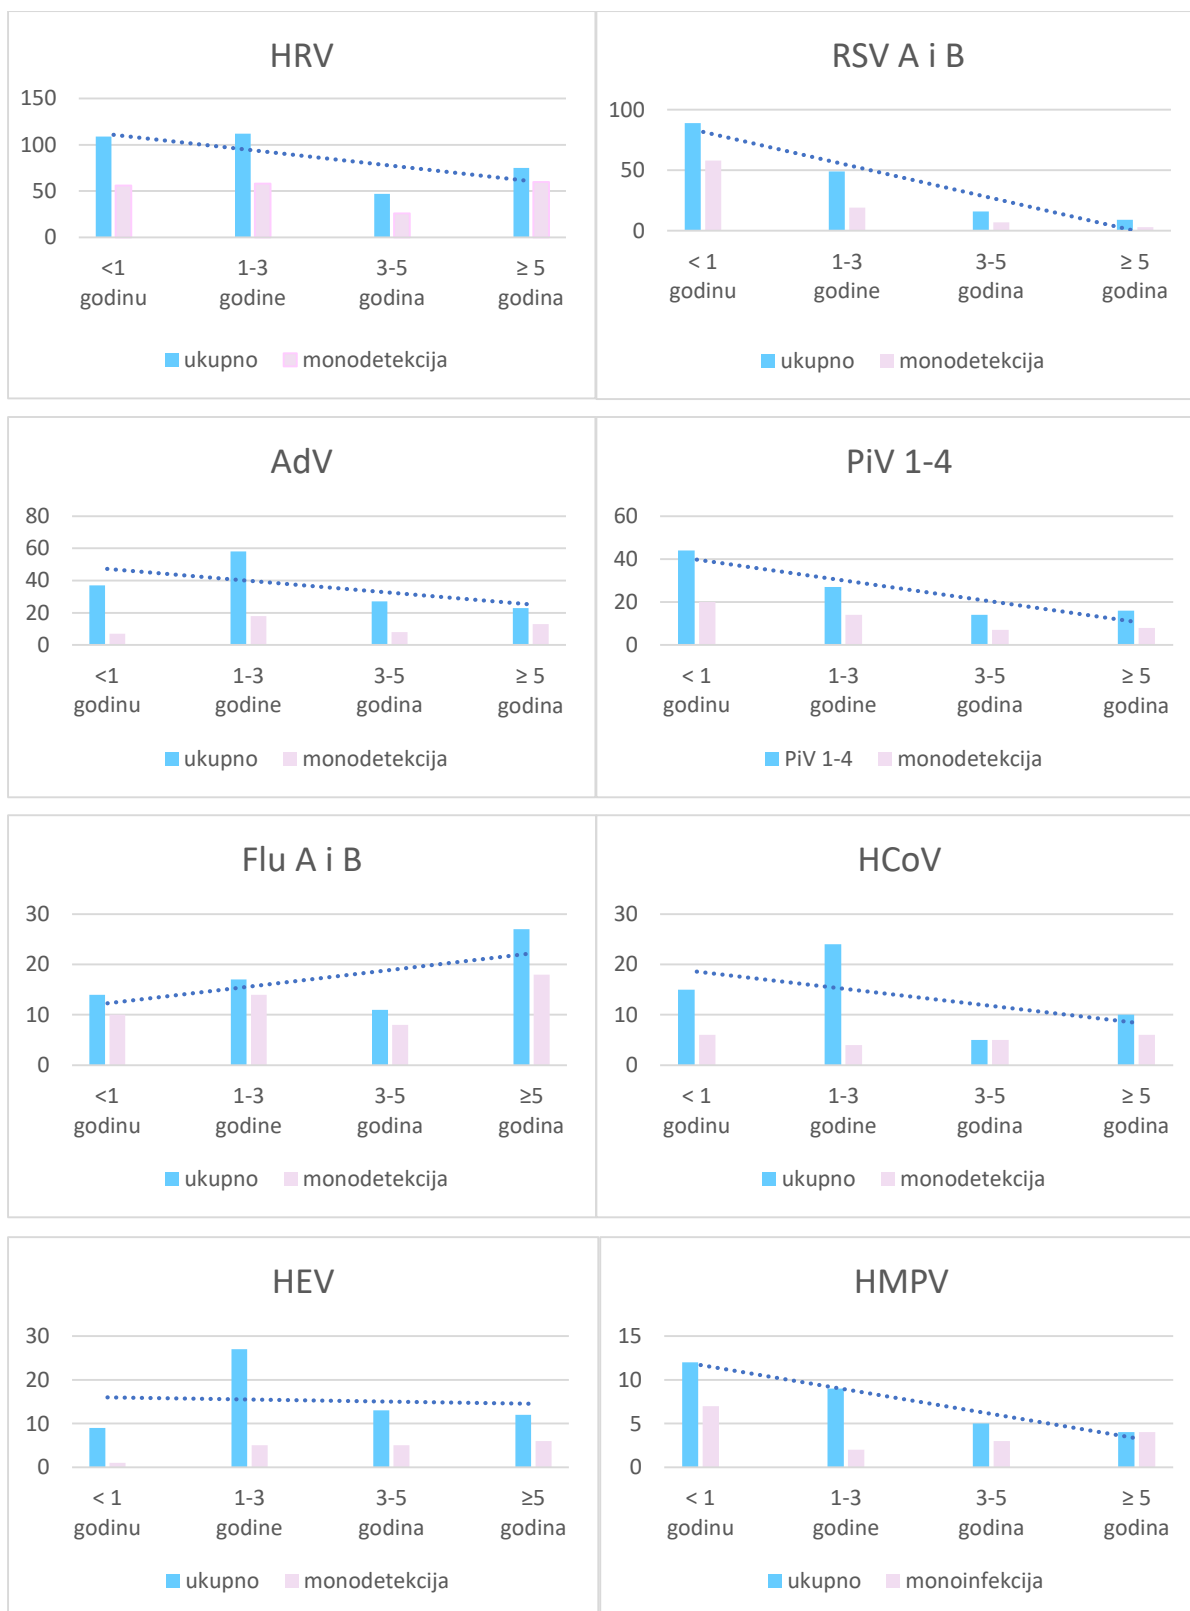 HRV
150
100
50
0
<1 godinu
1-3 godine
3-5 godina
≥ 5 godina
ukupno monodetekcija
RSV A i B
100
50
0
< 1 godinu
1-3 godine
3-5 godina
≥ 5 godina
ukupno monodetekcija
AdV
80
60
40
20
0
<1 godinu
1-3 godine
3-5 godina
≥ 5 godina
ukupno monodetekcija
PiV 1-4
60
40
20
0
< 1 godinu
1-3 godine
3-5 godina
≥ 5 godina
PiV 1-4 monodetekcija
Flu A i B
30
20
10
0
<1 godinu
1-3 godine
3-5 godina
≥5 godina
ukupno monodetekcija
HCoV
30
20
10
0
< 1 godinu
1-3 godine
3-5 godina
≥ 5 godina
ukupno monodetekcija
HEV
30
20
10
0
< 1 godinu
1-3 godine
3-5 godina
≥5 godina
ukupno monodetekcija
HMPV
15
10
5
0
< 1 godinu
1-3 godine
3-5 godina
≥ 5 godina
ukupno monoinfekcija